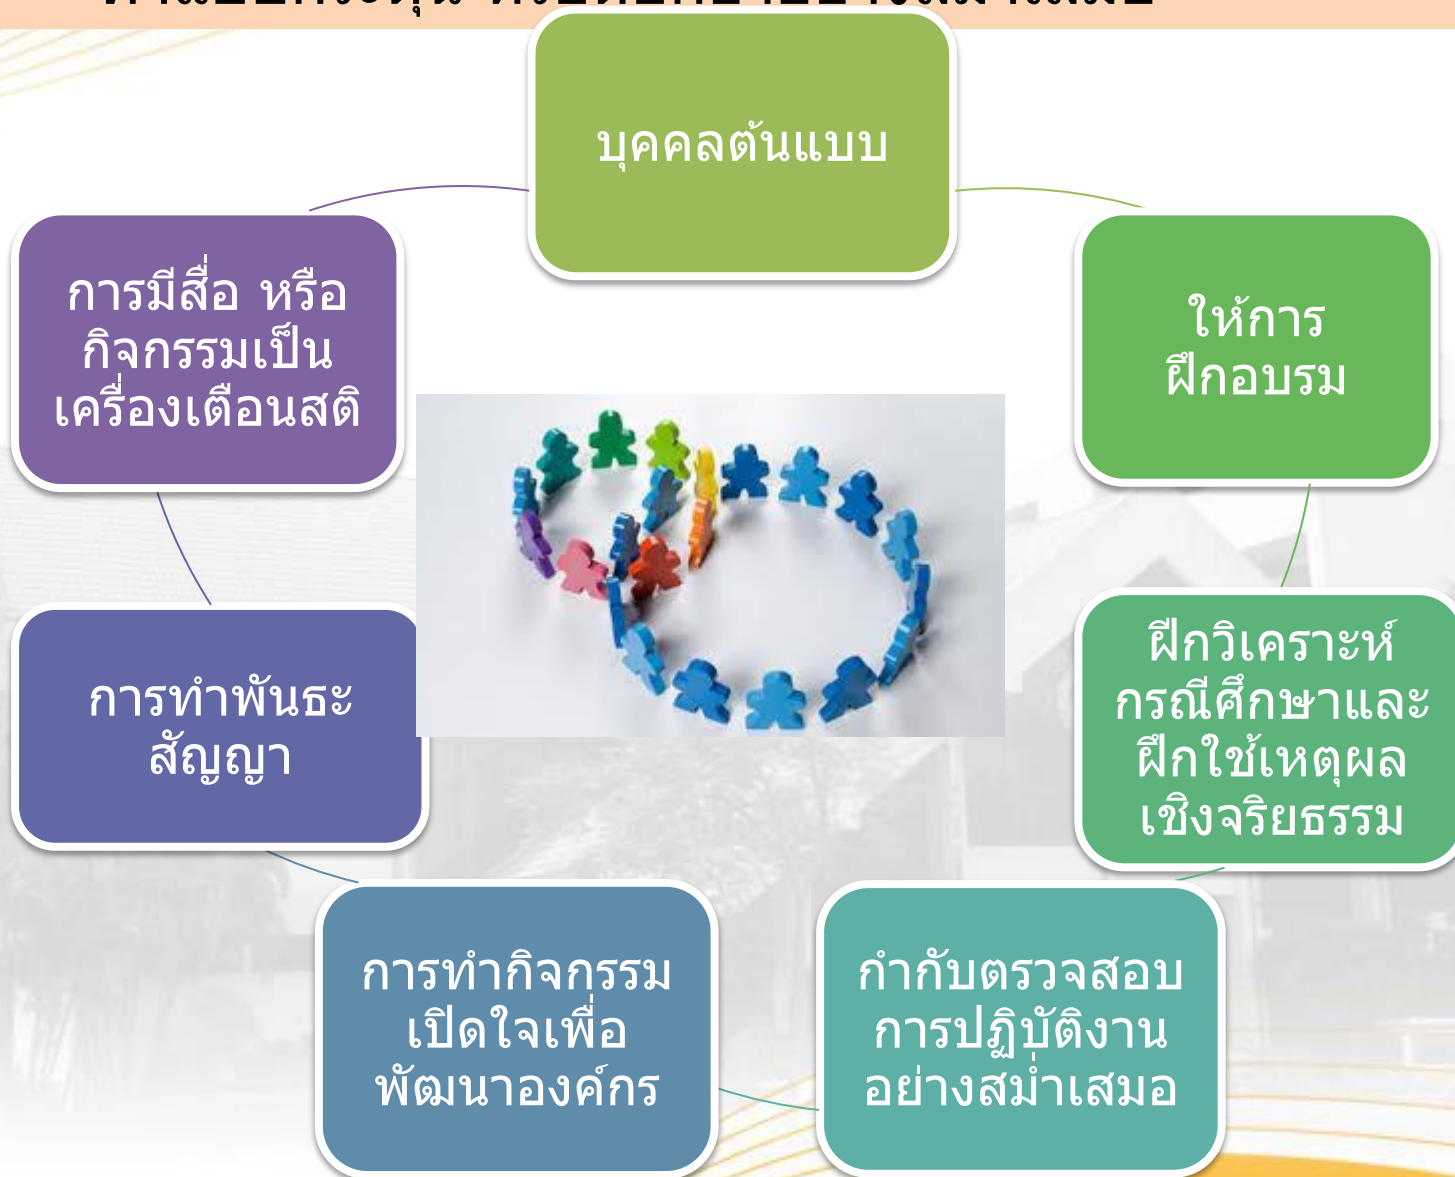 บุคคลต้นแบบ
ให้การ
ฝึกอบรม
ฝึกวิเคราะห์
กรณีศึกษาและ
ฝึกใช้เหตุผล
เชิงจริยธรรม
กำกับตรวจสอบ
การปฏิบัติงาน
อย่างสม่ำเสมอ
การทำกิจกรรม
เปิดใจเพื่อ
พัฒนาองค์กร
การทำพันธะ
สัญญา
การมีสื่อ หรือ
กิจกรรมเป็น
เครื่องเตือนสติ